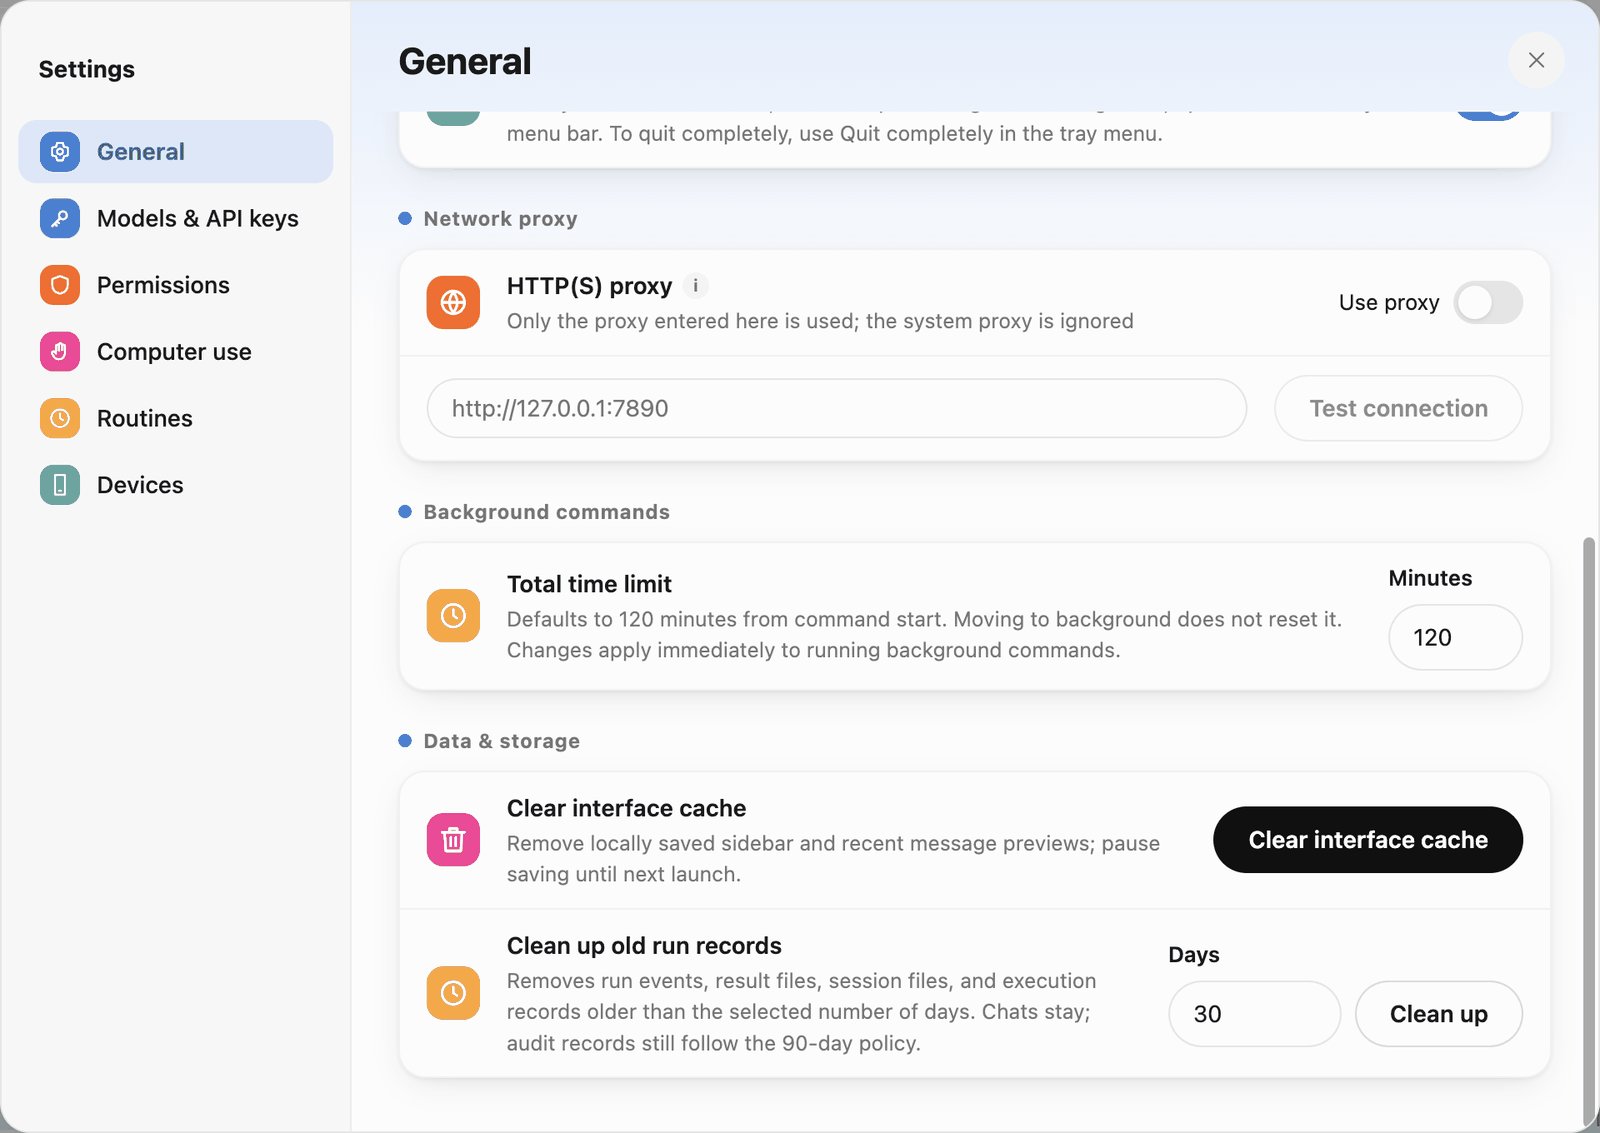 Settings
General
Models & API keys
Permissions
Computer use
Routines
Devices
General
menu bar. To quit completely, use Quit completely in the tray menu.
Network proxy
HTTP(S) proxy i
Only the proxy entered here is used; the system proxy is ignored
Use proxy
http://127.0.0.1:7890
Test connection
Background commands
Total time limit
Defaults to 120 minutes from command start. Moving to background does not reset it.
Changes apply immediately to running background commands.
Minutes
120
Data & storage
Clear interface cache
Remove locally saved sidebar and recent message previews; pause
saving until next launch.
Clear interface cache
Clean up old run records
Removes run events, result files, session files, and execution
records older than the selected number of days. Chats stay;
audit records still follow the 90-day policy.
Days
30
Clean up